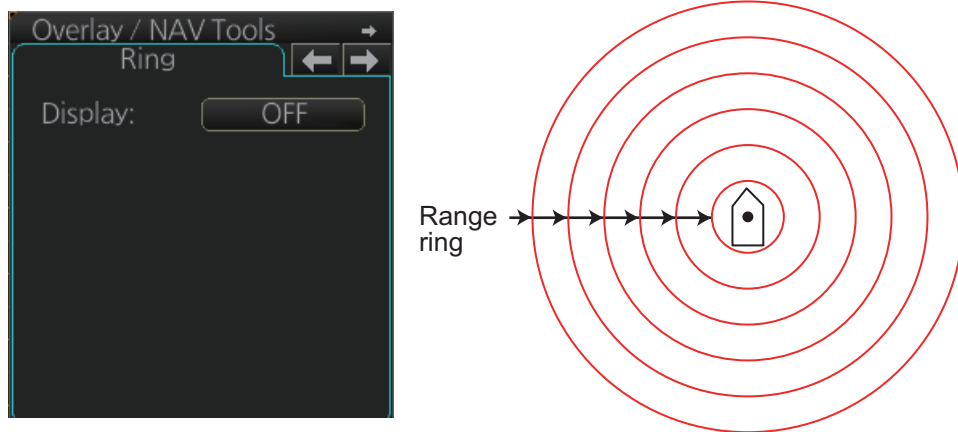 Overlay / NAV Tools
Ring
Display:
OFF
Range
ring